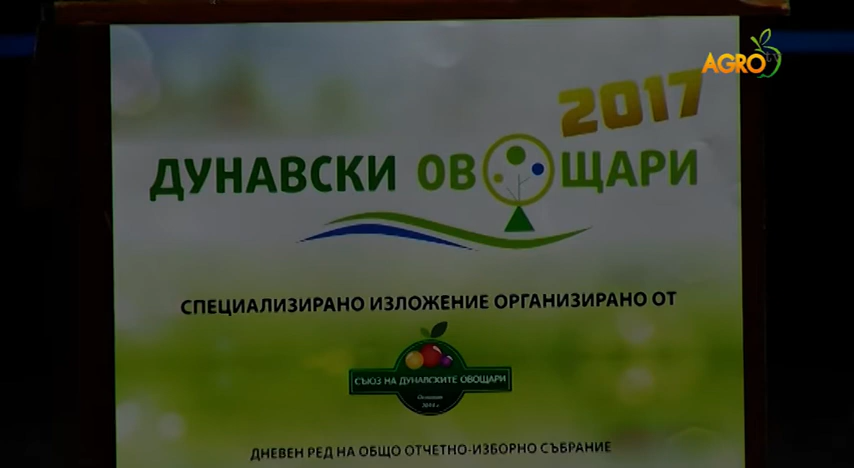 AGRO
2017
ДУНАВСКИ ОВОЩАРИ
СПЕЦИАЛИЗИРАНО ИЗЛОЖЕНИЕ ОРГАНИЗИРАНО ОТ
СЪЮЗ НА ДУНАВСКИТЕ ОВОЩАРИ
ДНЕВЕН РЕД НА ОБЩО ОТЧЕТНО-ИЗБОРНО СЪБРАНИЕ